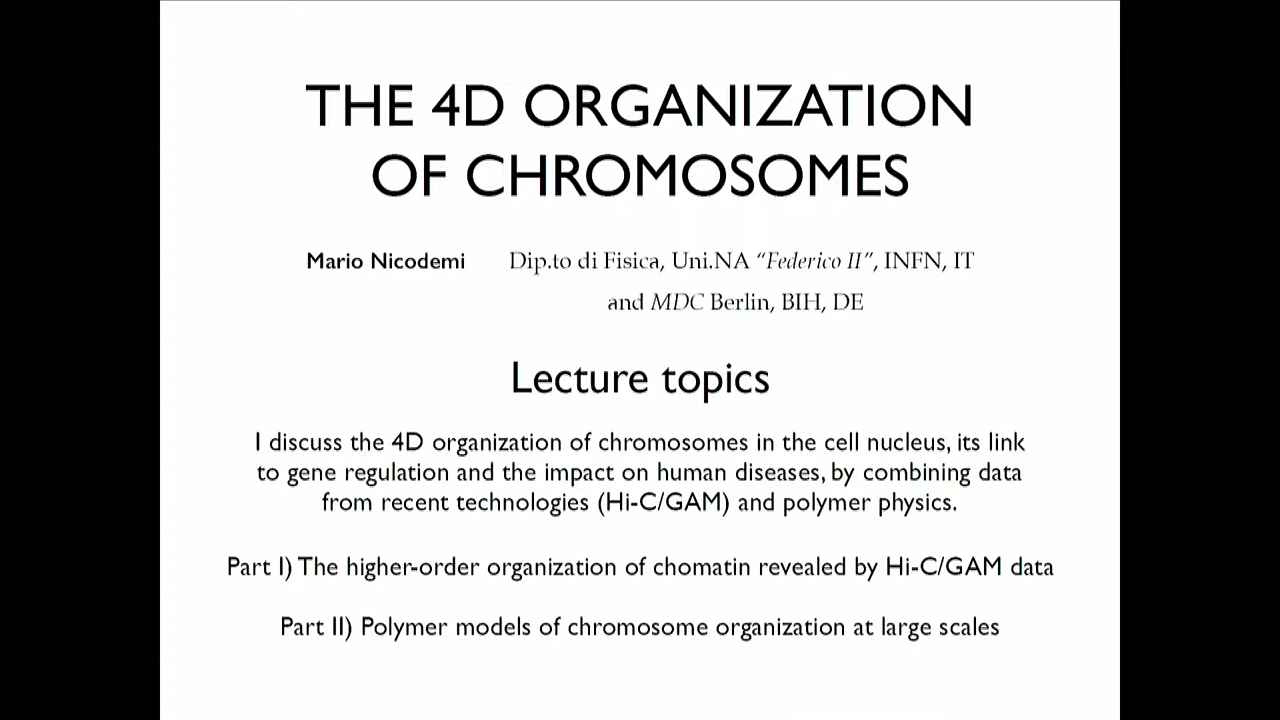 THE 4D ORGANIZATION
OF CHROMOSOMES
Mario Nicodemi Dip.to di Fisica, Uni.NA “Federico II”, INFN, IT
and MDC Berlin, BIH, DE
Lecture topics
I discuss the 4D organization of chromosomes in the cell nucleus, its link
to gene regulation and the impact on human diseases, by combining data
from recent technologies (Hi-C/GAM) and polymer physics.
Part I) The higher-order organization of chomatin revealed by Hi-C/GAM data
Part II) Polymer models of chromosome organization at large scales